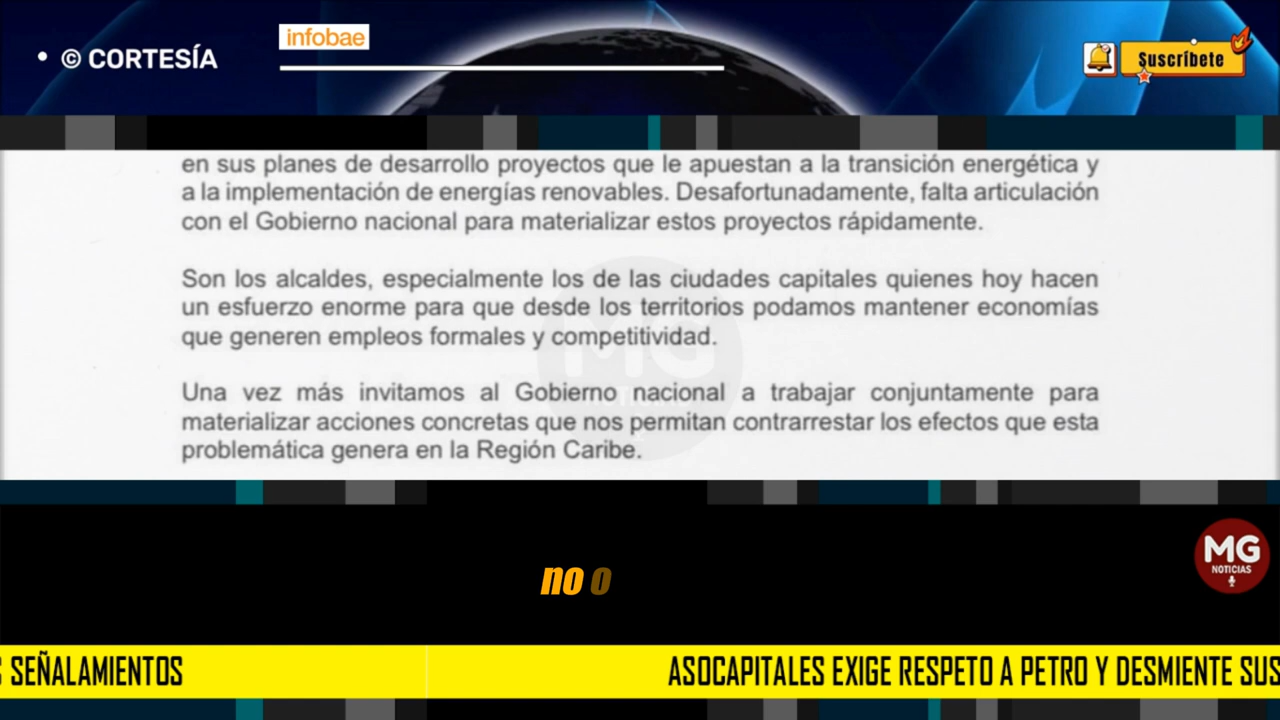 • © CORTESÍA
infobae
Suscríbete
en sus planes de desarrollo proyectos que le apuestan a la transición energética y
a la implementación de energías renovables. Desafortunadamente, falta articulación
con el Gobierno nacional para materializar estos proyectos rápidamente.
Son los alcaldes, especialmente los de las ciudades capitales quienes hoy hacen
un esfuerzo enorme para que desde los territorios podamos mantener economías
que generen empleos formales y competitividad.
Una vez más invitamos al Gobierno nacional a trabajar conjuntamente para
materializar acciones concretas que nos permitan contrarrestar los efectos que esta
problemática genera en la Región Caribe.
MG
no o
MG
NOTICIAS
SEÑALAMIENTOS
ASOCAPITALES EXIGE RESPETO A PETRO Y DESMIENTE SUS